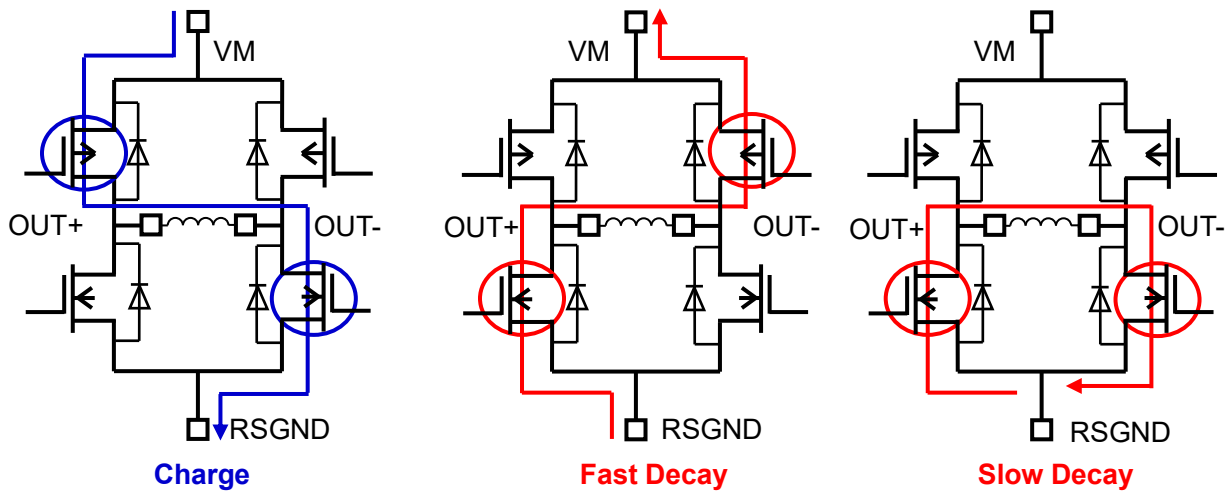 VM
OUT+
OUT-
RSGND
Charge
VM
OUT+
OUT-
RSGND
Fast Decay
VM
OUT+
OUT-
RSGND
Slow Decay